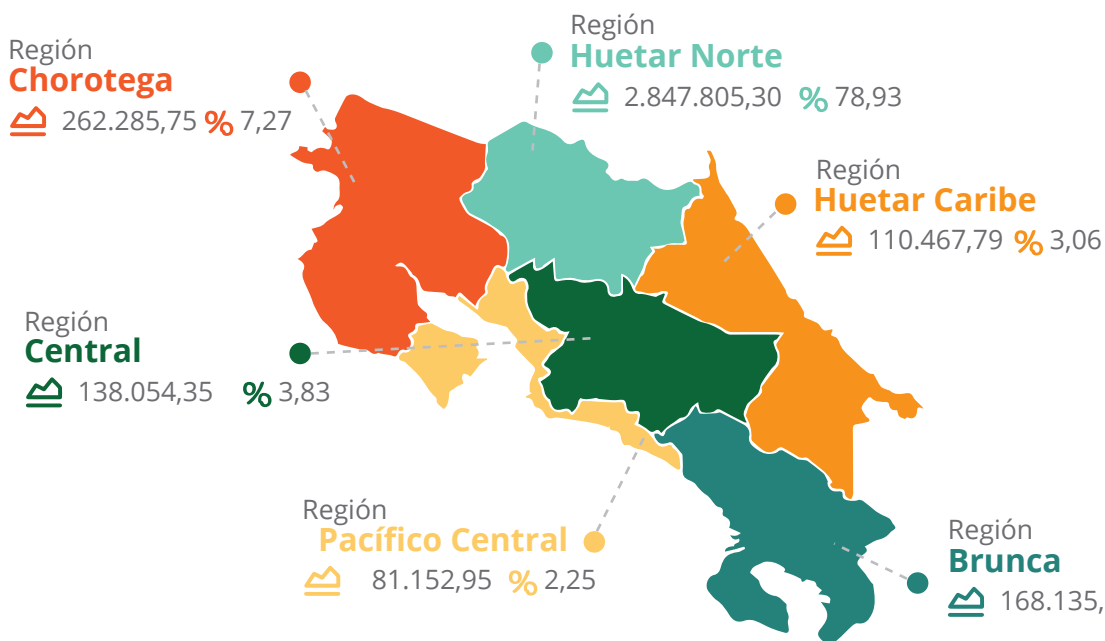 Región
Chorotega
262.285,75 % 7,27
Región
Huetar Norte
2.847.805,30 % 78,93
Región
Huetar Caribe
110.467,79 % 3,06
Región
Central
138.054,35 % 3,83
Región
Pacífico Central
81.152,95 % 2,25
Región
Brunca
168.135,